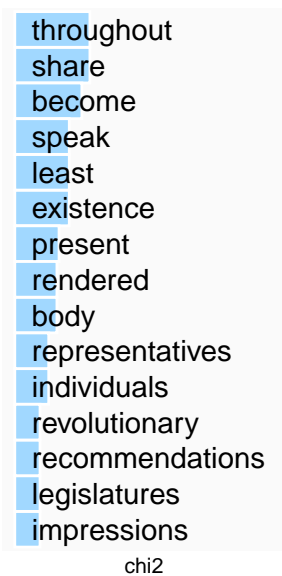 throughout
share
become
speak
least
existence
present
rendered
body
representatives
individuals
revolutionary
recommendations
legislatures
impressions
chi2